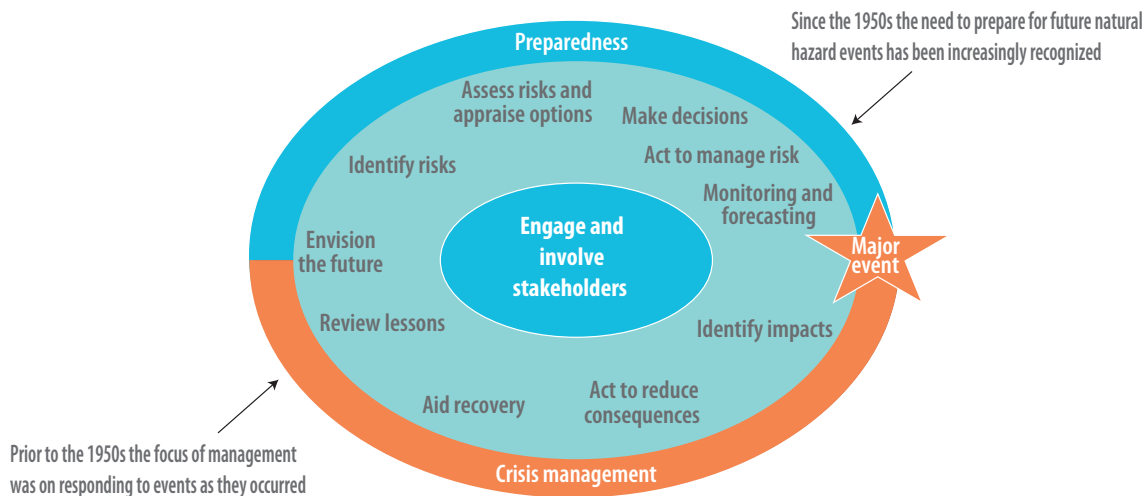 Since the 1950s the need to prepare for future natural
hazard events has been increasingly recognized
Preparedness
Assess risks and
appraise options
Make decisions
Act to manage risk
Identify risks
Monitoring and
forecasting
Engage and
involve
stakeholders
Envision
the future
Major
event
Review lessons
Identify impacts
Act to reduce
consequences
Aid recovery
Crisis management
Prior to the 1950s the focus of management
was on responding to events as they occurred